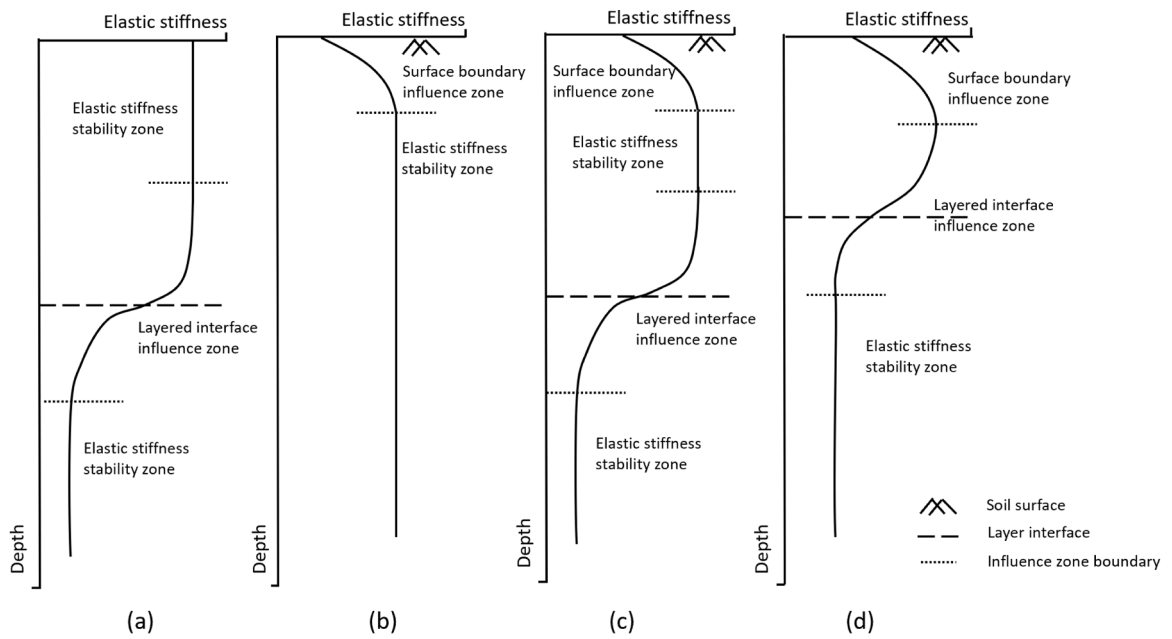 Elastic stiffness
Elastic stiffness
stability zone
Layered interface
influence zone
Elastic stiffness
stability zone
Depth
(a)
Elastic stiffness
Surface boundary
influence zone
Elastic stiffness
stability zone
Depth
(b)
Elastic stiffness
Surface boundary
influence zone
Elastic stiffness
stability zone
Layered interface
influence zone
Elastic stiffness
stability zone
Depth
(c)
Elastic stiffness
Surface boundary
influence zone
Layered interface
influence zone
Elastic stiffness
stability zone
Depth
(d)
Soil surface
Layer interface
Influence zone boundary